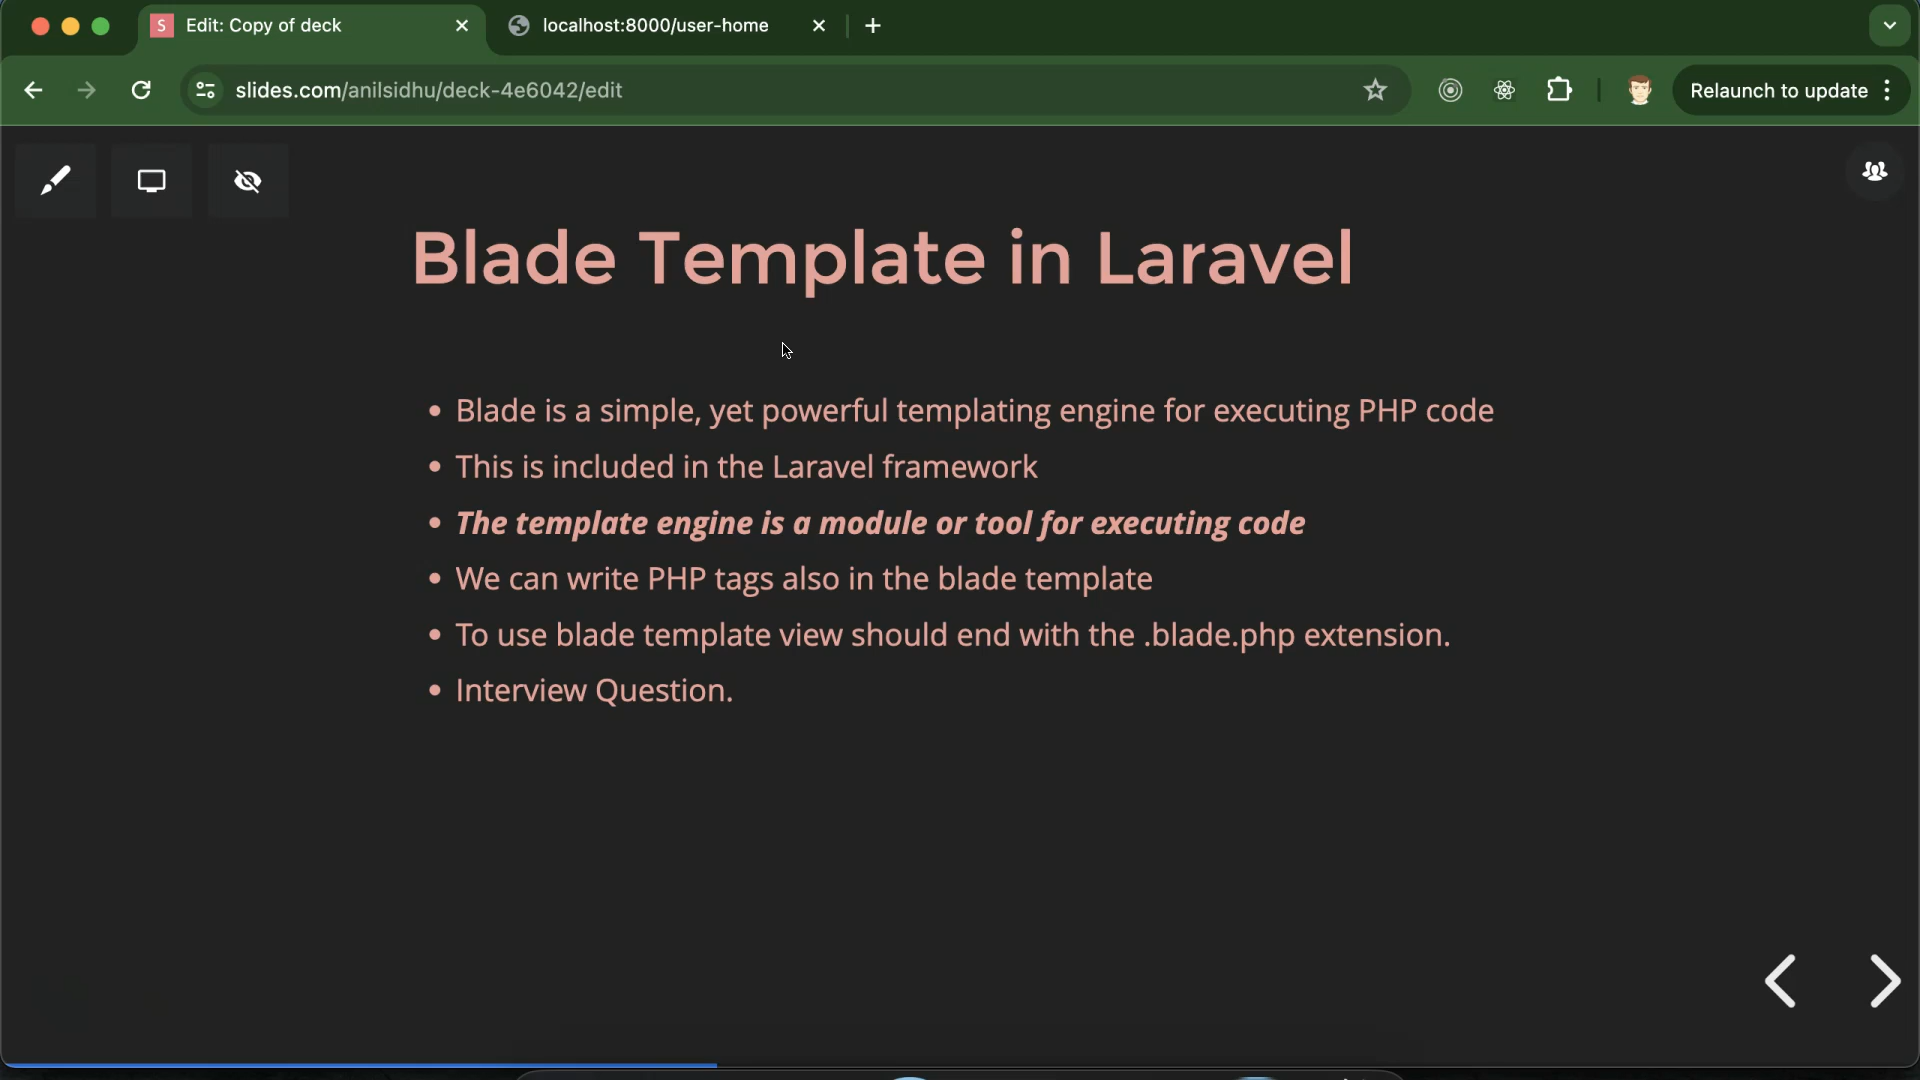 S Edit: Copy of deck
localhost:8000/user-home
slides.com/anilsidhu/deck-4e6042/edit
Relaunch to update
Blade Template in Laravel
• Blade is a simple, yet powerful templating engine for executing PHP code
• This is included in the Laravel framework
• The template engine is a module or tool for executing code
• We can write PHP tags also in the blade template
• To use blade template view should end with the .blade.php extension.
• Interview Question.